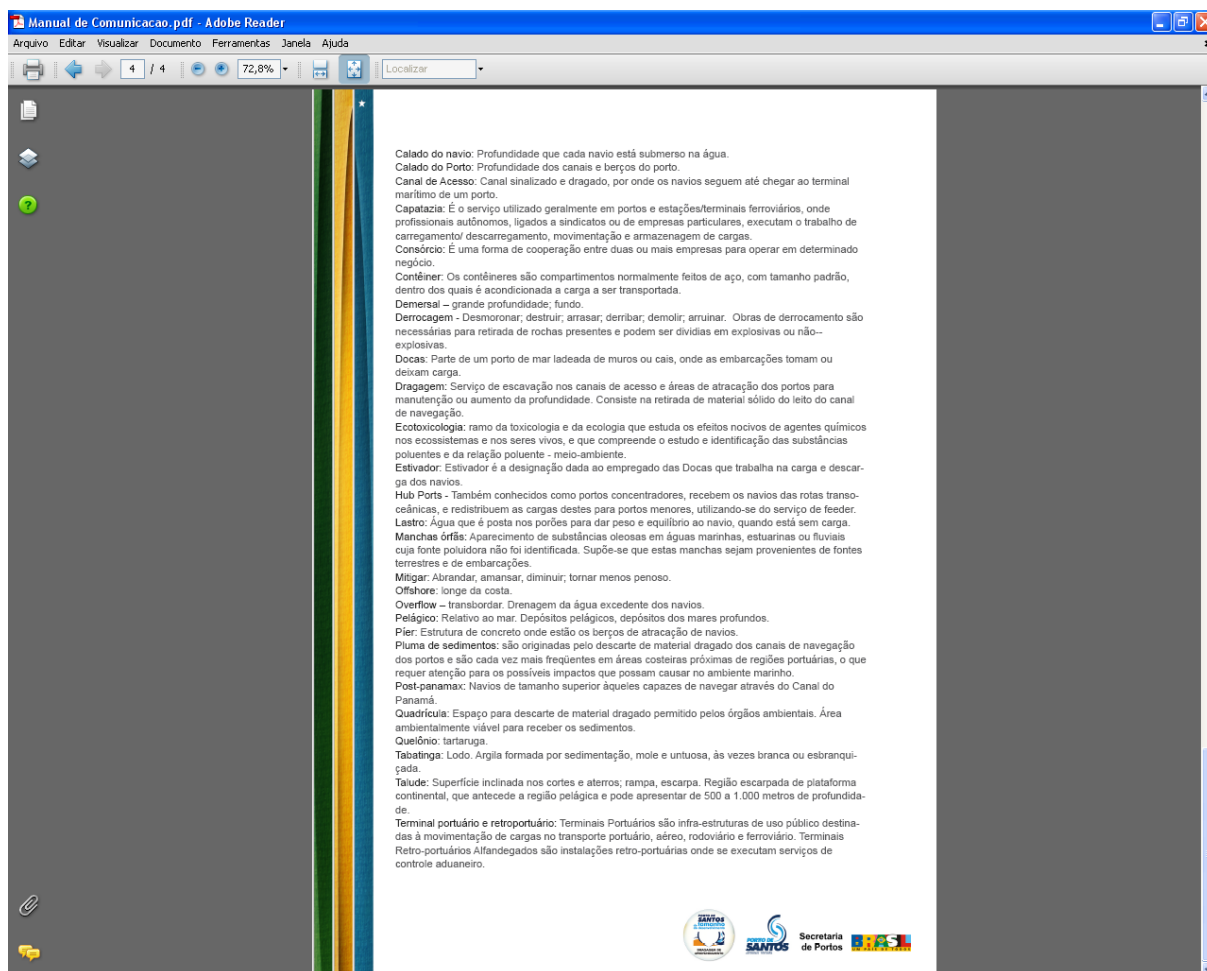 Manual de Comunicacao.pdf - Adobe Reader
Arquivo Editar Visualizar Documento Ferramentas Janela Ajuda
4 / 4 72,8% Localizar
Calado do navio: Profundidade que cada navio está submerso na água.
Calado do Porto: Profundidade dos canais e berços do porto.
Canal de Acesso: Canal sinalizado e dragado, por onde os navios seguem até chegar ao terminal
marítimo de um porto.
Capatazia: É o serviço utilizado geralmente em portos e estações/terminais ferroviários, onde
profissionais autônomos, ligados a sindicatos ou de empresas particulares, executam o trabalho de
carregamento/ descarregamento, movimentação e armazenagem de cargas.
Consórcio: É uma forma de cooperação entre duas ou mais empresas para operar em determinado
negócio.
Contêiner: Os contêineres são compartimentos normalmente feitos de aço, com tamanho padrão,
dentro dos quais é acondicionada a carga a ser transportada.
Demersal – grande profundidade; fundo.
Derrocagem - Desmoronar; destruir; arrasar; derribar; demolir; arruinar.  Obras de derrocamento são
necessárias para retirada de rochas presentes e podem ser dividias em explosivas ou não--
explosivas.
Docas: Parte de um porto de mar ladeada de muros ou cais, onde as embarcações tomam ou
deixam carga.
Dragagem: Serviço de escavação nos canais de acesso e áreas de atracação dos portos para
manutenção ou aumento da profundidade. Consiste na retirada de material sólido do leito do canal
de navegação.
Ecotoxicologia: ramo da toxicologia e da ecologia que estuda os efeitos nocivos de agentes químicos
nos ecossistemas e nos seres vivos, e que compreende o estudo e identificação das substâncias
poluentes e da relação poluente - meio-ambiente.
Estivador: Estivador é a designação dada ao empregado das Docas que trabalha na carga e descar-
ga dos navios.
Hub Ports - Também conhecidos como portos concentradores, recebem os navios das rotas transo-
ceânicas, e redistribuem as cargas destes para portos menores, utilizando-se do serviço de feeder.
Lastro: Água que é posta nos porões para dar peso e equilíbrio ao navio, quando está sem carga.
Manchas órfãs: Aparecimento de substâncias oleosas em águas marinhas, estuarinas ou fluviais
cuja fonte poluidora não foi identificada. Supõe-se que estas manchas sejam provenientes de fontes
terrestres e de embarcações.
Mitigar: Abrandar, amansar, diminuir; tornar menos penoso.
Offshore: longe da costa.
Overflow – transbordar. Drenagem da água excedente dos navios.
Pelágico: Relativo ao mar. Depósitos pelágicos, depósitos dos mares profundos.
Píer: Estrutura de concreto onde estão os berços de atracação de navios.
Pluma de sedimentos: são originadas pelo descarte de material dragado dos canais de navegação
dos portos e são cada vez mais freqüentes em áreas costeiras próximas de regiões portuárias, o que
requer atenção para os possíveis impactos que possam causar no ambiente marinho.
Post-panamax: Navios de tamanho superior àqueles capazes de navegar através do Canal do
Panamá.
Quadrícula: Espaço para descarte de material dragado permitido pelos órgãos ambientais. Área
ambientalmente viável para receber os sedimentos.
Quelônio: tartaruga.
Tabatinga: Lodo. Argila formada por sedimentação, mole e untuosa, às vezes branca ou esbranqui-
çada.
Talude: Superfície inclinada nos cortes e aterros; rampa, escarpa. Região escarpada de plataforma
continental, que antecede a região pelágica e pode apresentar de 500 a 1.000 metros de profundida-
de.
Terminal portuário e retroportuário: Terminais Portuários são infra-estruturas de uso público destina-
das à movimentação de cargas no transporte portuário, aéreo, rodoviário e ferroviário. Terminais
Retro-portuários Alfandegados são instalações retro-portuárias onde se executam serviços de
controle aduaneiro.
PORTO DE
SANTOS
PORTO DE
SANTOS
Secretaria
de Portos
BRASIL
UM PAÍS DE TODOS